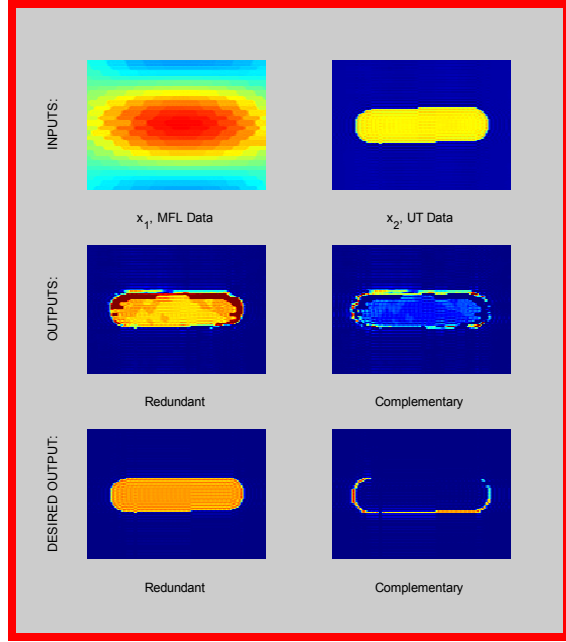 INPUTS:
x1, MFL Data
x2, UT Data
OUTPUTS:
Redundant
Complementary
DESIRED OUTPUT:
Redundant
Complementary